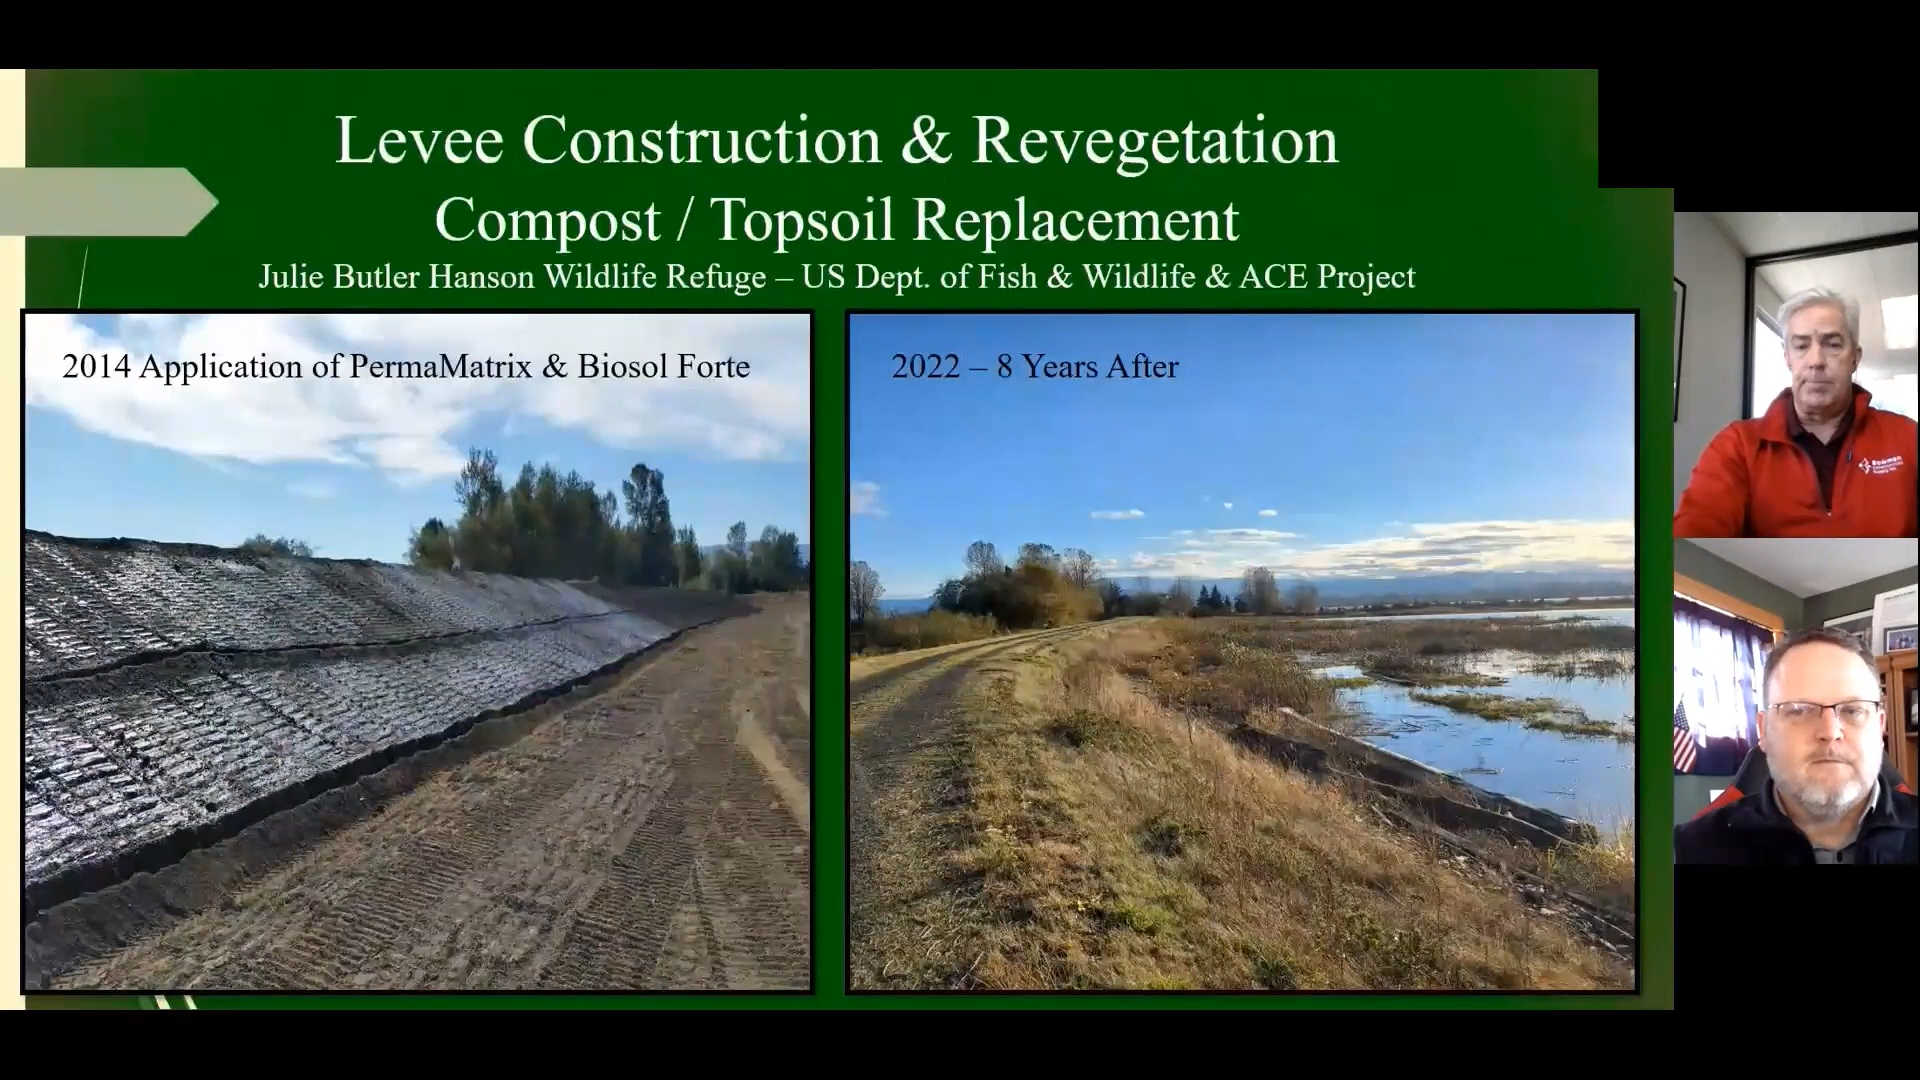 Levee Construction & Revegetation
Compost / Topsoil Replacement
Julie Butler Hanson Wildlife Refuge – US Dept. of Fish & Wildlife & ACE Project
2014 Application of PermaMatrix & Biosol Forte
2022 – 8 Years After
Bowman